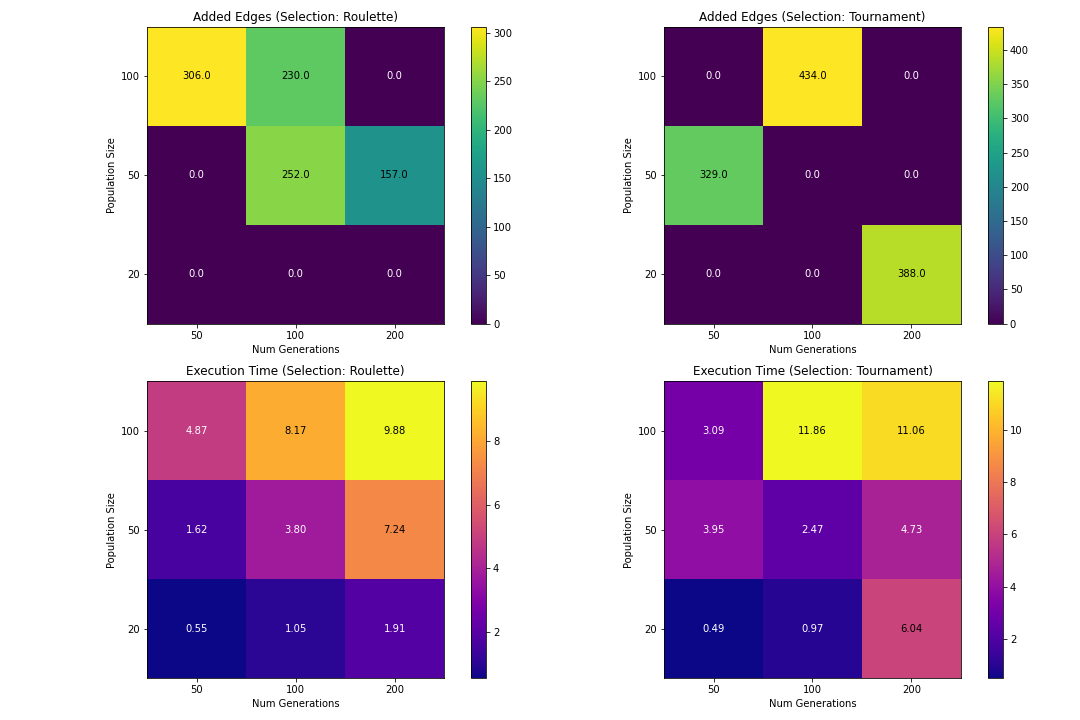 Added Edges (Selection: Roulette)
100
50
20
Population Size
306.0 230.0 0.0
0.0 252.0 157.0
0.0 0.0 0.0
50 100 200
Num Generations
300
250
200
150
100
50
0
Added Edges (Selection: Tournament)
100
50
20
Population Size
0.0 434.0 0.0
329.0 0.0 0.0
0.0 0.0 388.0
50 100 200
Num Generations
400
350
300
250
200
150
100
50
0
Execution Time (Selection: Roulette)
100
50
20
Population Size
4.87 8.17 9.88
1.62 3.80 7.24
0.55 1.05 1.91
50 100 200
Num Generations
8
6
4
2
Execution Time (Selection: Tournament)
100
50
20
Population Size
3.09 11.86 11.06
3.95 2.47 4.73
0.49 0.97 6.04
50 100 200
Num Generations
10
8
6
4
2